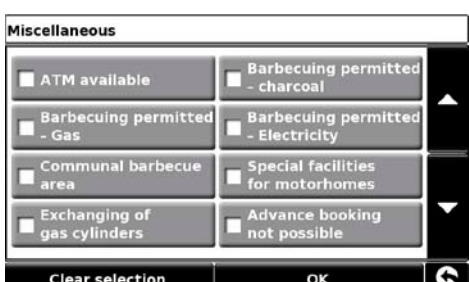 Miscellaneous
ATM available
Barbecuing permitted
- charcoal
Barbecuing permitted
- Gas
Barbecuing permitted
- Electricity
Communal barbecue
area
Special facilities
for motorhomes
Exchanging of
gas cylinders
Advance booking
not possible
Clear selection
OK